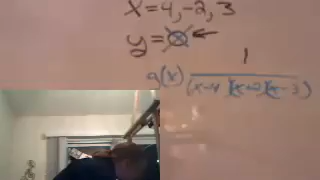 x=4,-2,3
y=⊗ ←
g(x) 1
(x-4)(x+2)(x-3)